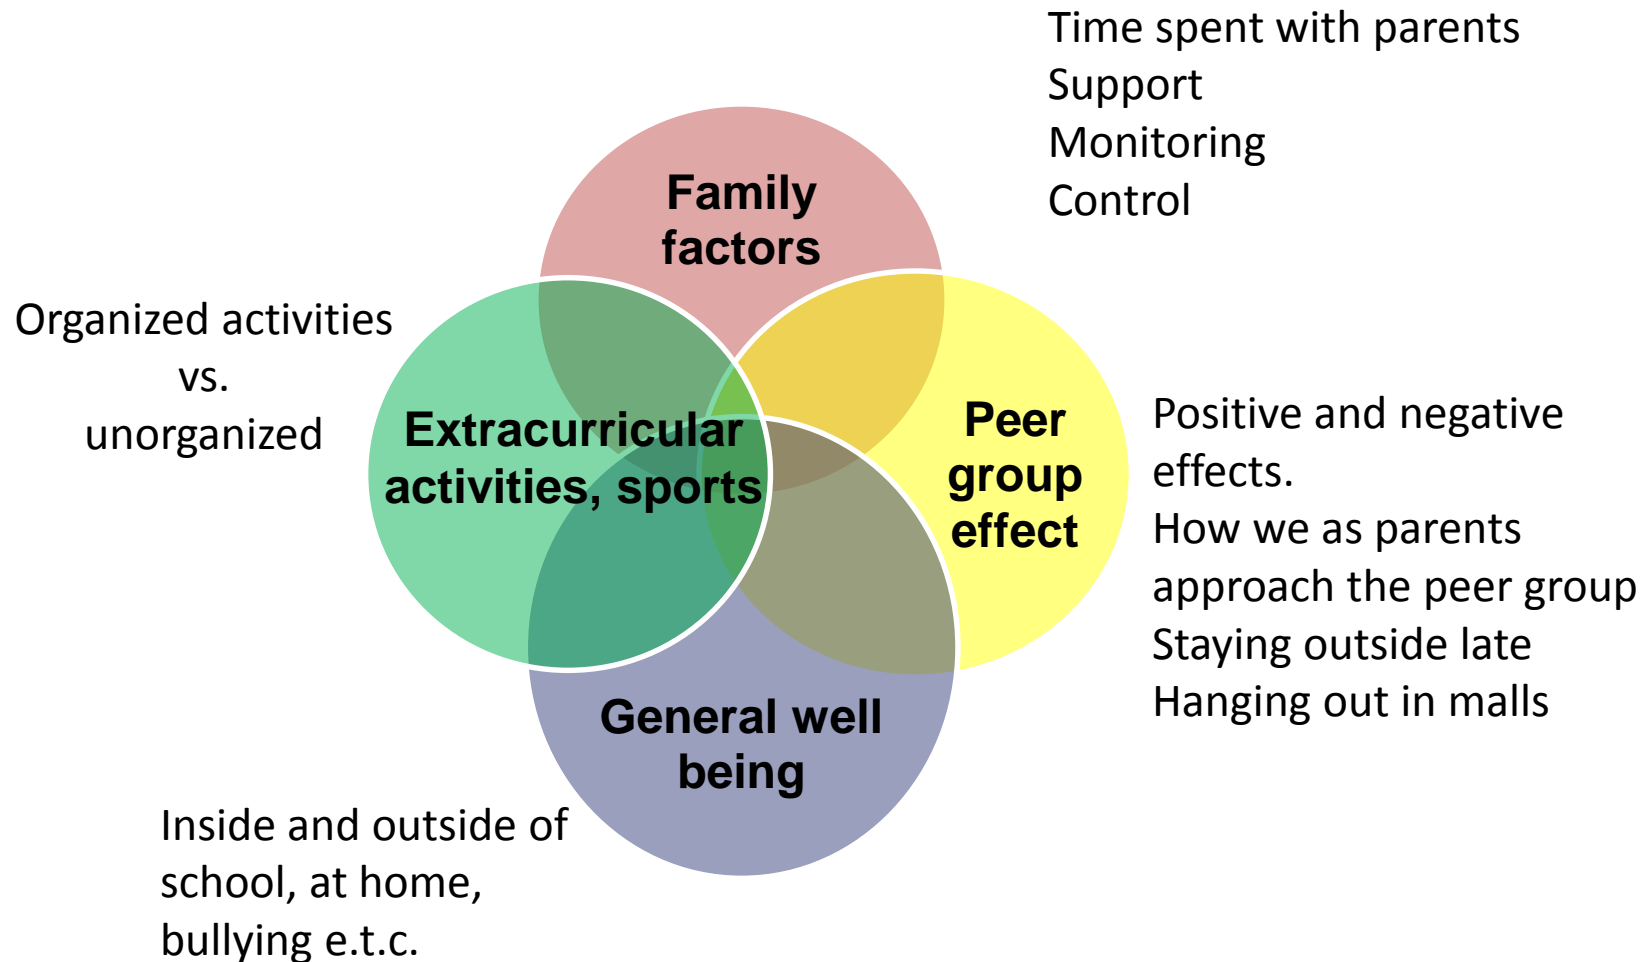 Time spent with parents
Support
Monitoring
Control
Family
factors
Organized activities
vs.
unorganized
Extracurricular
activities, sports
Peer
group
effect
Positive and negative
effects.
How we as parents
approach the peer group
Staying outside late
Hanging out in malls
General well
being
Inside and outside of
school, at home,
bullying e.t.c.